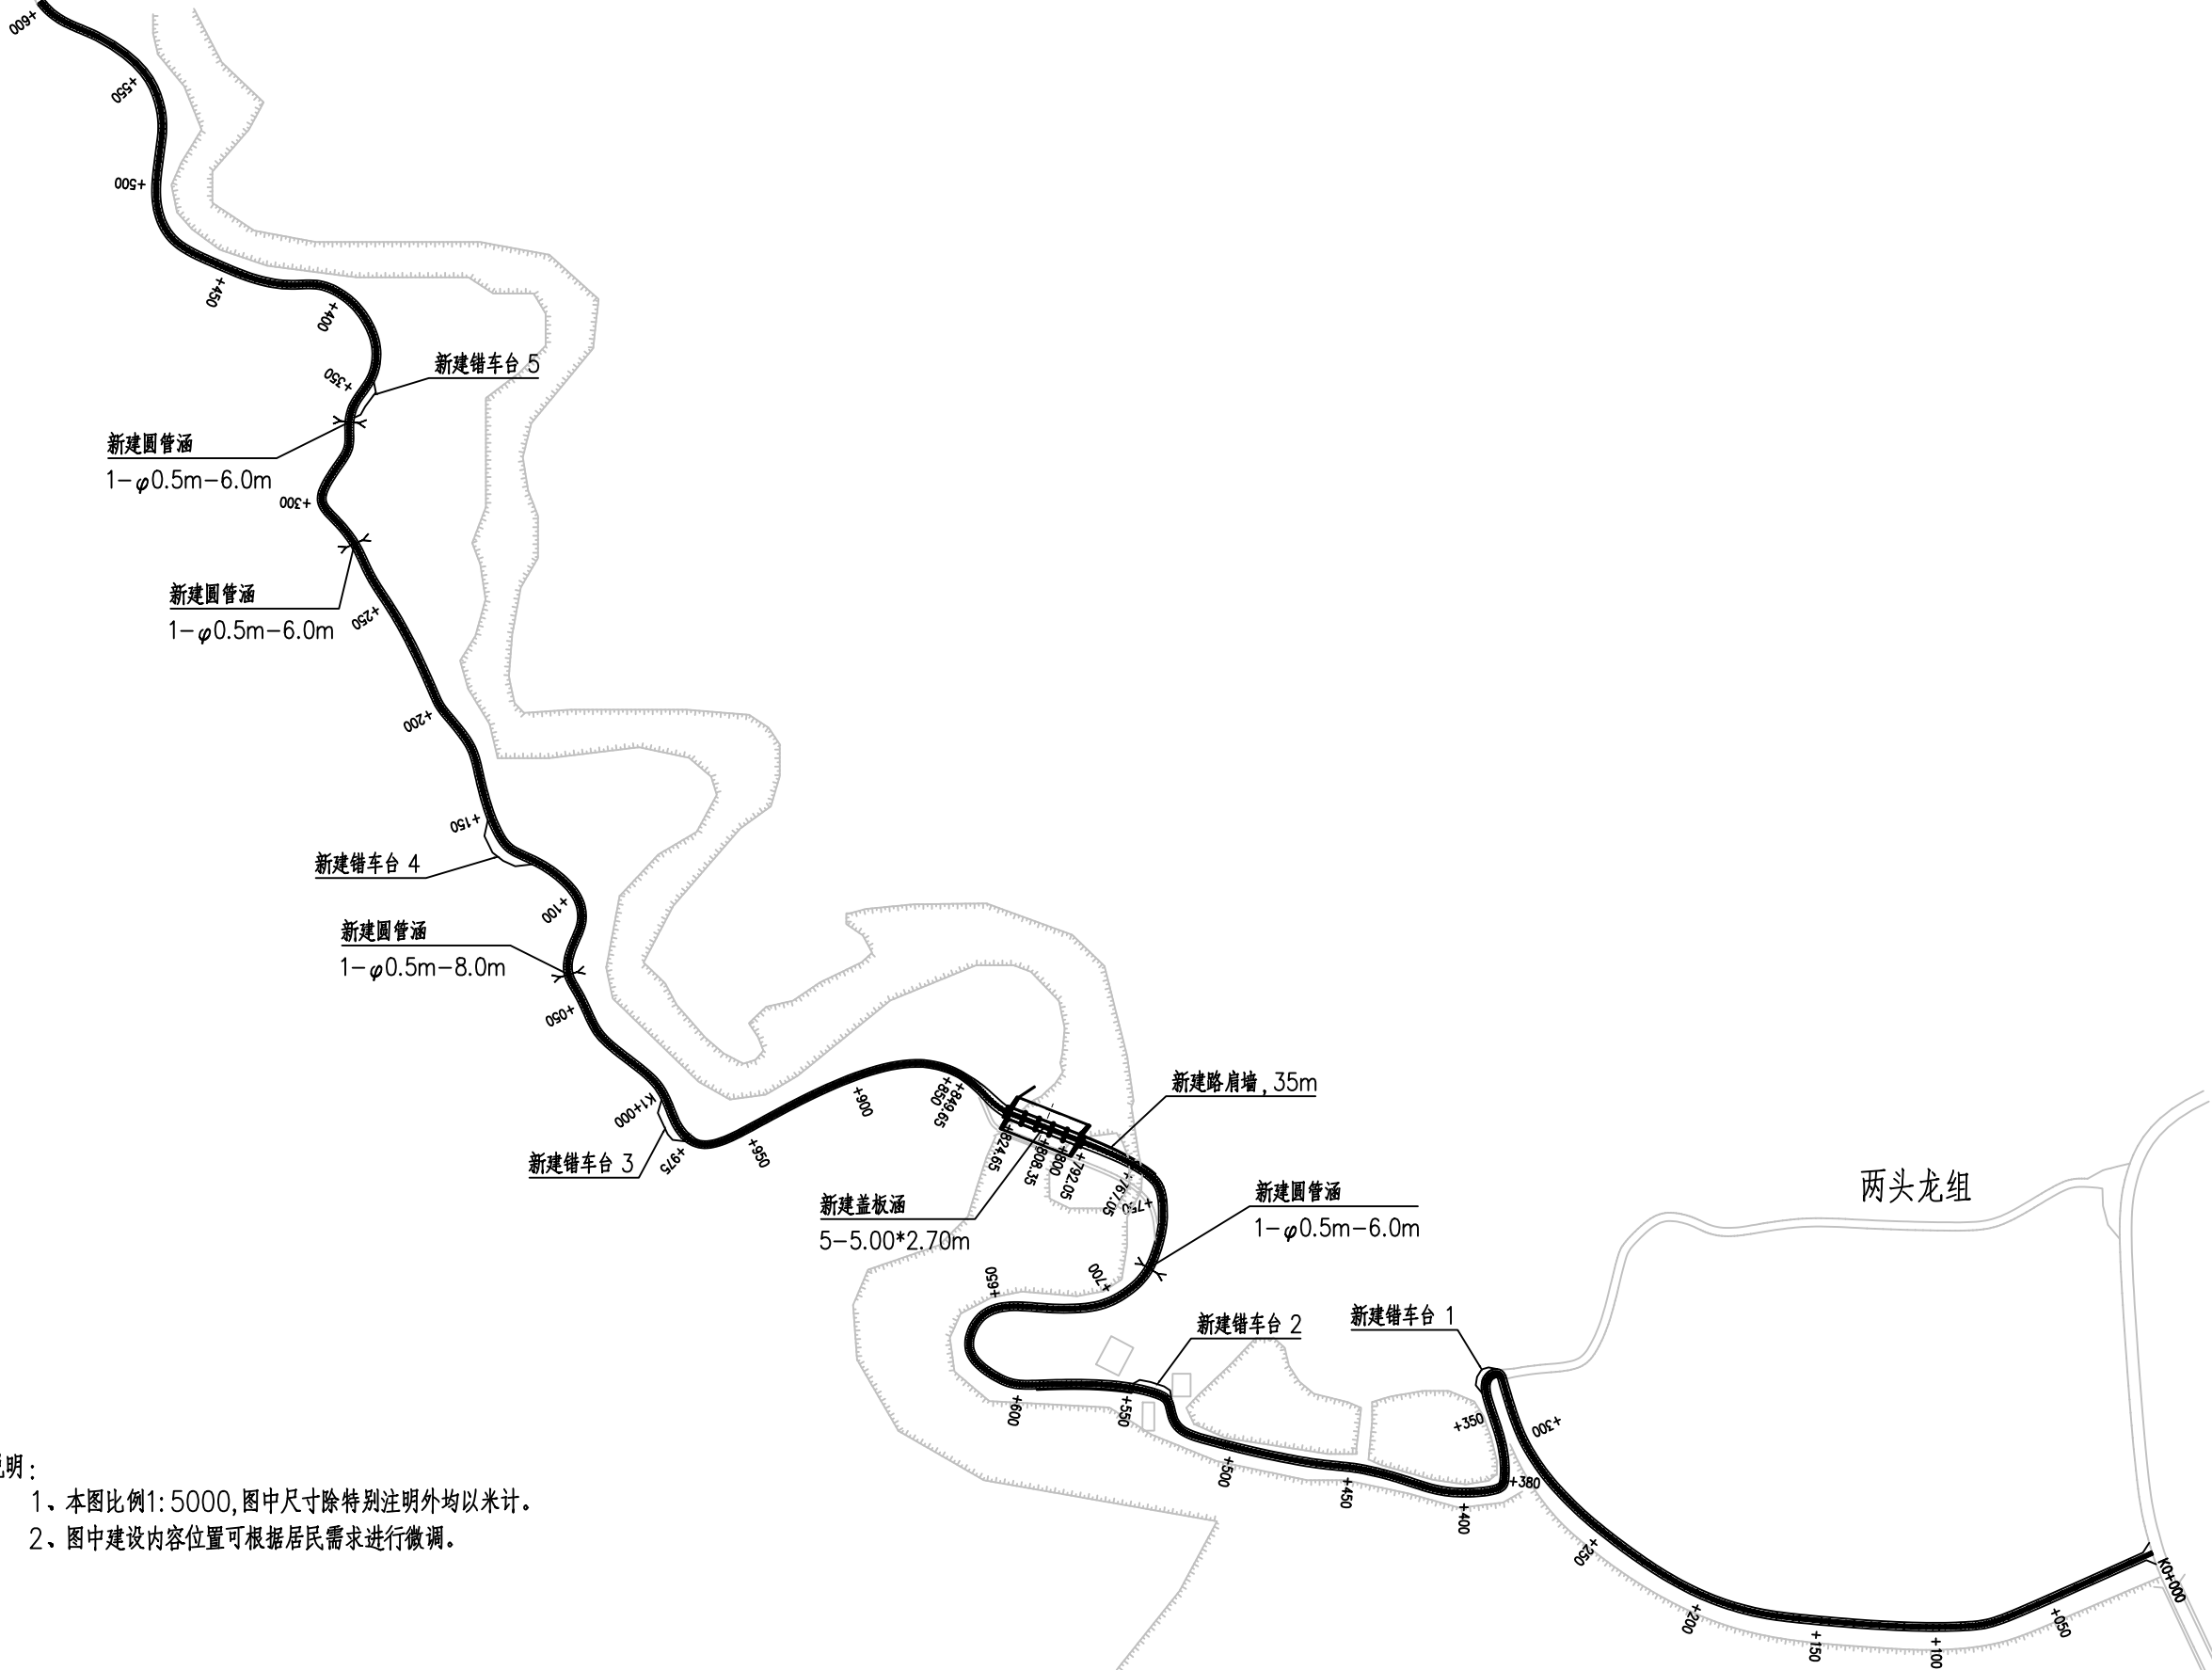 +600
+550
+500
+450
+400
新建错车台 5
+350
新建圆管涵
1-φ0.5m-6.0m
+300
新建圆管涵
1-φ0.5m-6.0m
+250
+200
+150
新建错车台 4
+100
新建圆管涵
1-φ0.5m-8.0m
+050
K1+000
新建错车台 3
+975
+950
+900
+850
+849.65
+824.65
+808.35
+800
+792.05
+767.05
+750
新建路肩墙,35m
新建盖板涵
5-5.00*2.70m
新建圆管涵
1-φ0.5m-6.0m
两头龙组
+700
+650
新建错车台 2
新建错车台 1
+600
+550
+500
+450
+400
+380
+350
+300
+250
+200
+150
+100
+050
K0+000
明:
1、本图比例1:5000,图中尺寸除特别注明外均以米计。
2、图中建设内容位置可根据居民需求进行微调。